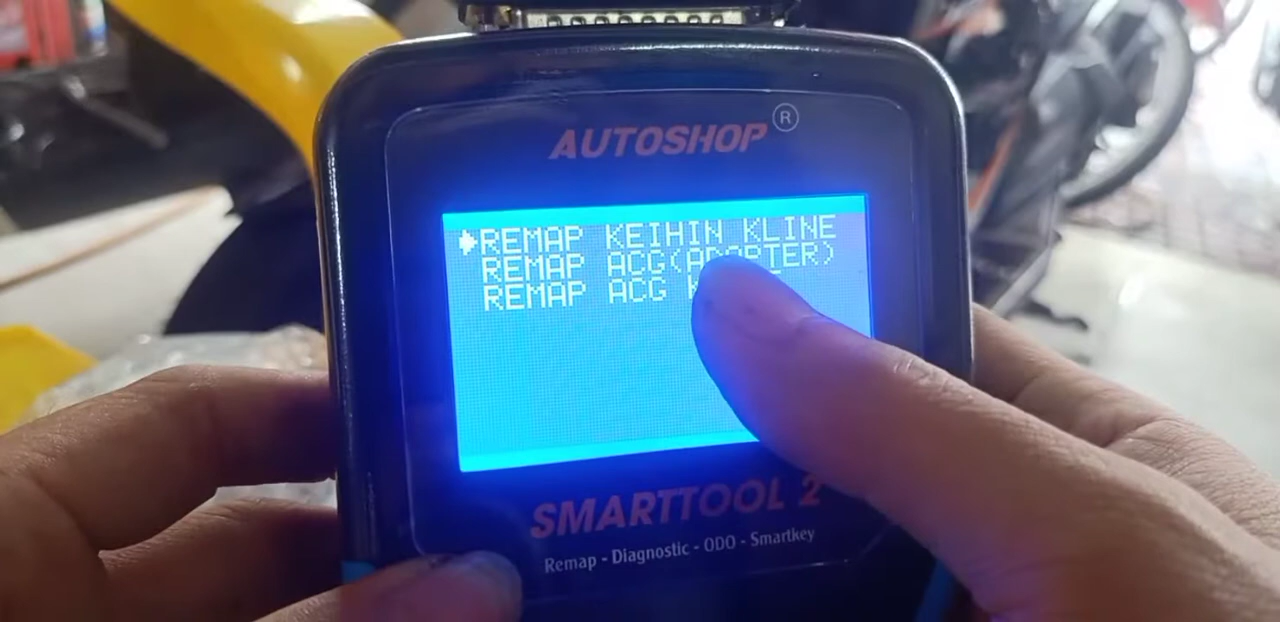 AUTOSHOP ®
REMAP KEIHIN KLINE
REMAP ACG(ADAPTER)
REMAP ACG
SMARTTOOL 2
Remap - Diagnostic - ODO - Smartkey